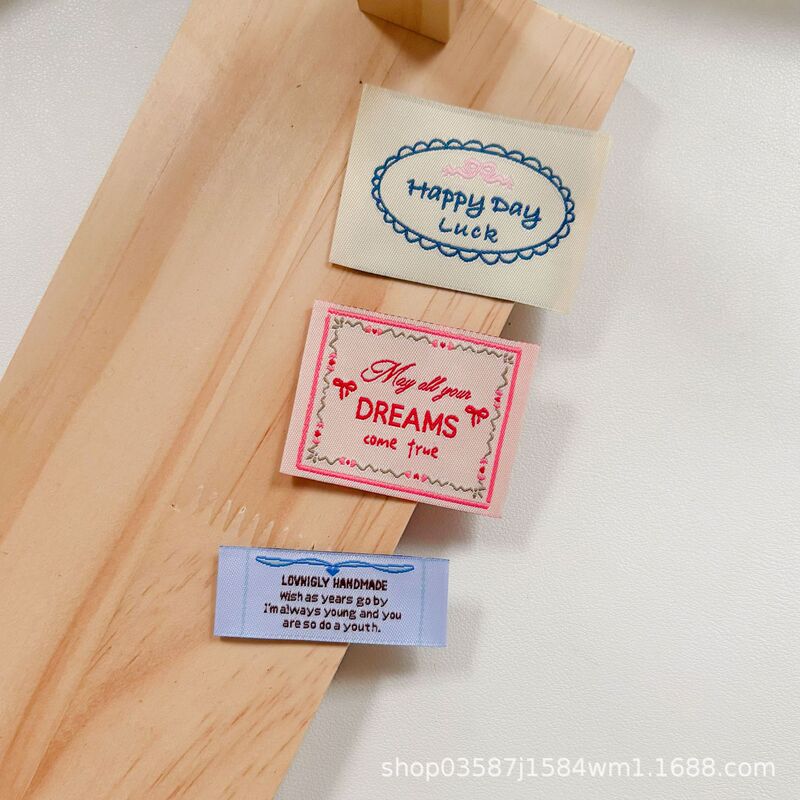 Happy Day
Luck
May all your
DREAMS
come true
LOVNIGLY HANDMADE
Wish as years go by
I'm always young and you
are so do a youth.
shop03587j1584wm1.1688.com